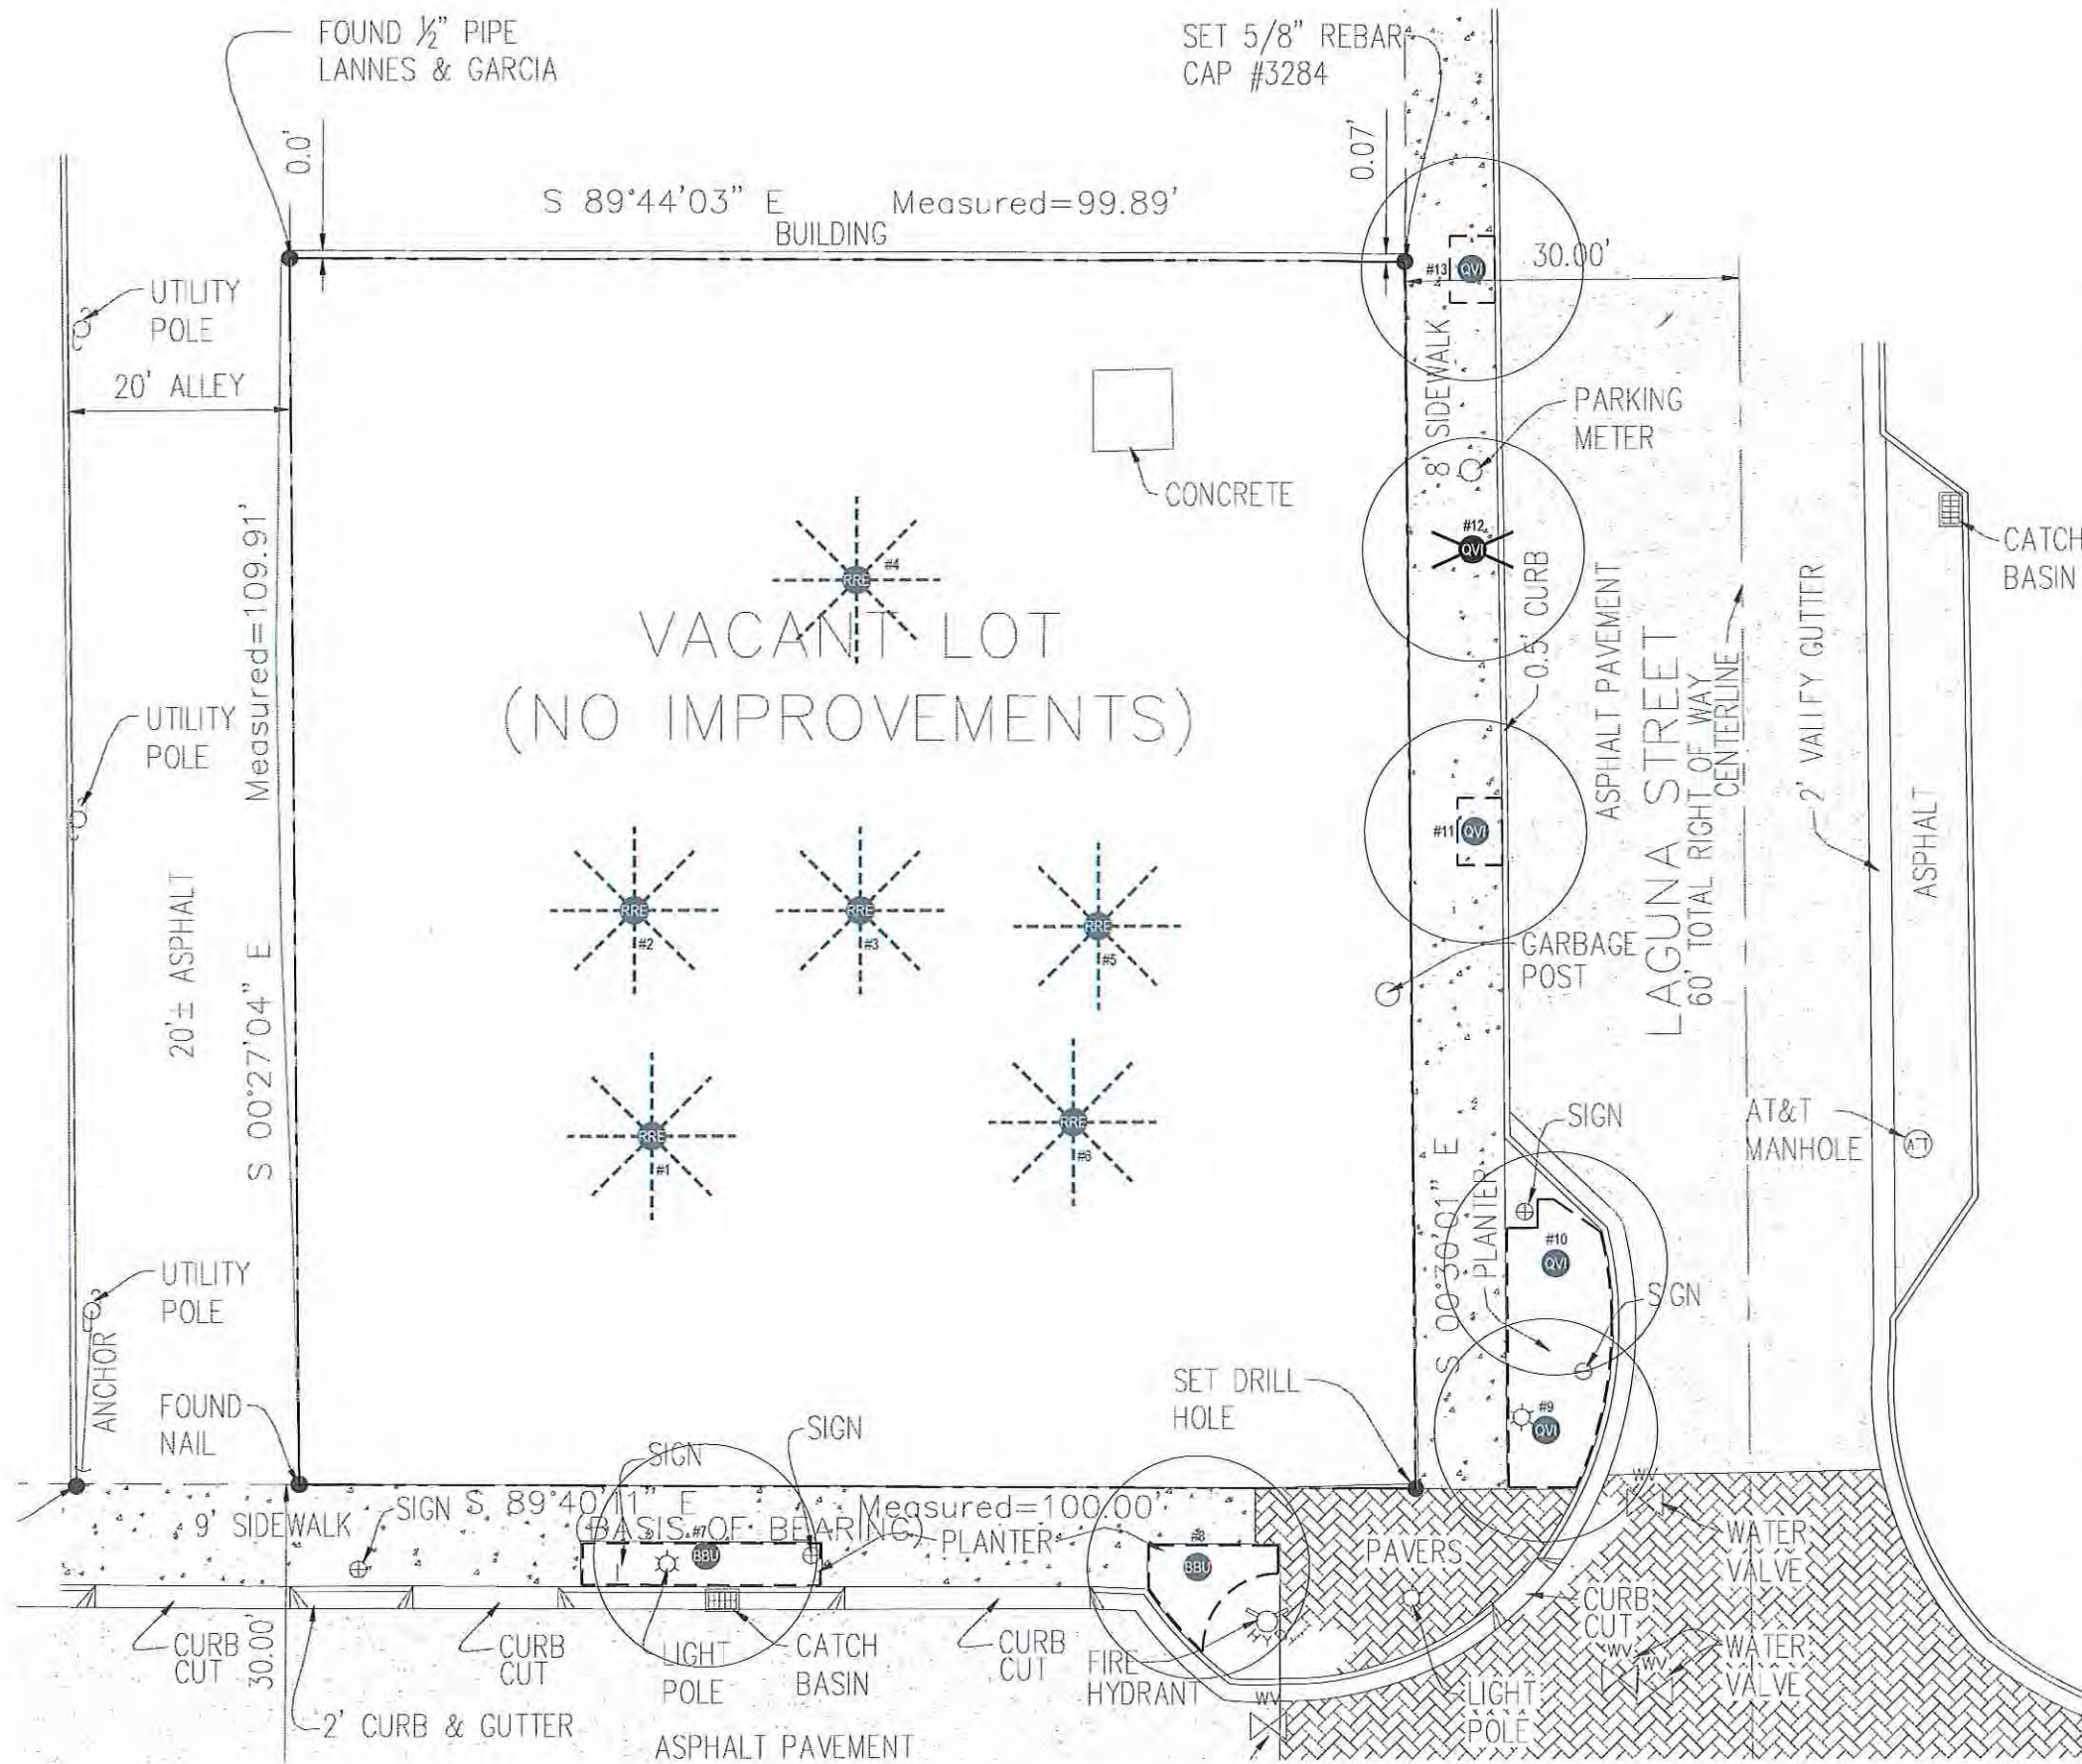 FOUND ½" PIPE
LANNES & GARCIA
SET 5/8" REBAR
CAP #3284
0.0'
0.07'
S 89°44'03" E Measured=99.89'
BUILDING
#13 QVI
30.00'
UTILITY
POLE
20' ALLEY
8' SIDEWALK
PARKING
METER
CONCRETE
#12
QVI
CATCH
BASIN
Measured=109.91'
S 00°27'04" E
#4
RRE
VACANT LOT
(NO IMPROVEMENTS)
0.5' CURB
ASPHALT PAVEMENT
LAGUNA STREET
60' TOTAL RIGHT OF WAY
CENTERLINE
ASPHALT
UTILITY
POLE
#11 QVI
20'± ASPHALT
RRE
#2
RRE
#3
RRE
#5
GARBAGE
POST
RRE
#1
RRE
#6
SIGN
AT&T
MANHOLE
AT
S 00°30'01" E
PLANTER
#10
QVI
SIGN
UTILITY
POLE
ANCHOR
FOUND
NAIL
SET DRILL
HOLE
#9
QVI
SIGN
SIGN
9' SIDEWALK
SIGN
S 89°40'11" E Measured=100.00'
(BASIS OF BEARING)
#7
BBU
PLANTER
#8
BBU
PAVERS
WV
WATER
VALVE
CURB
CUT
CURB
CUT
30.00'
CURB
CUT
LIGHT
POLE
CATCH
BASIN
CURB
CUT
FIRE
HYDRANT
WV
WV
WV
WATER
VALVE
LIGHT
POLE
2' CURB & GUTTER
ASPHALT PAVEMENT